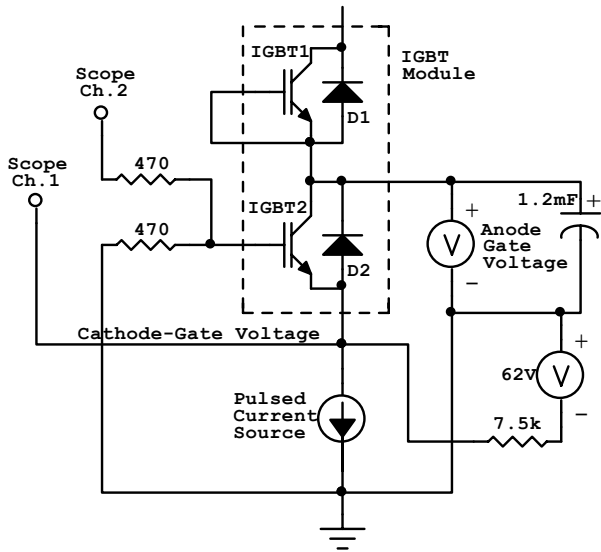 IGBT1
IGBT
Module
Scope
Ch.2
D1
Scope
Ch.1
470
1.2mF
+
470
IGBT2
+
Anode
Gate
Voltage
V
D2
−
Cathode-Gate Voltage
+
62V
V
Pulsed
Current
Source
7.5k
−